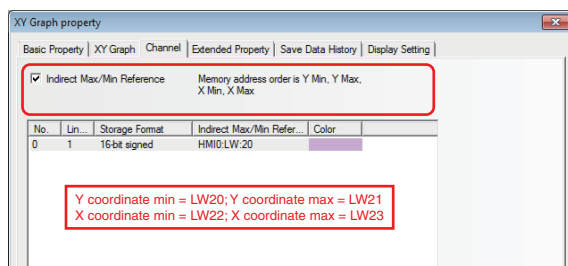 XY Graph property
Basic Property XY Graph Channel Extended Property Save Data History Display Setting
Indirect Max/Min Reference Memory address order is Y Min, Y Max,
X Min, X Max
No. Lin... Storage Format Indirect Max/Min Refer... Color
0 1 16-bit signed HMI0:LW:20
Y coordinate min = LW20; Y coordinate max = LW21
X coordinate min = LW22; X coordinate max = LW23